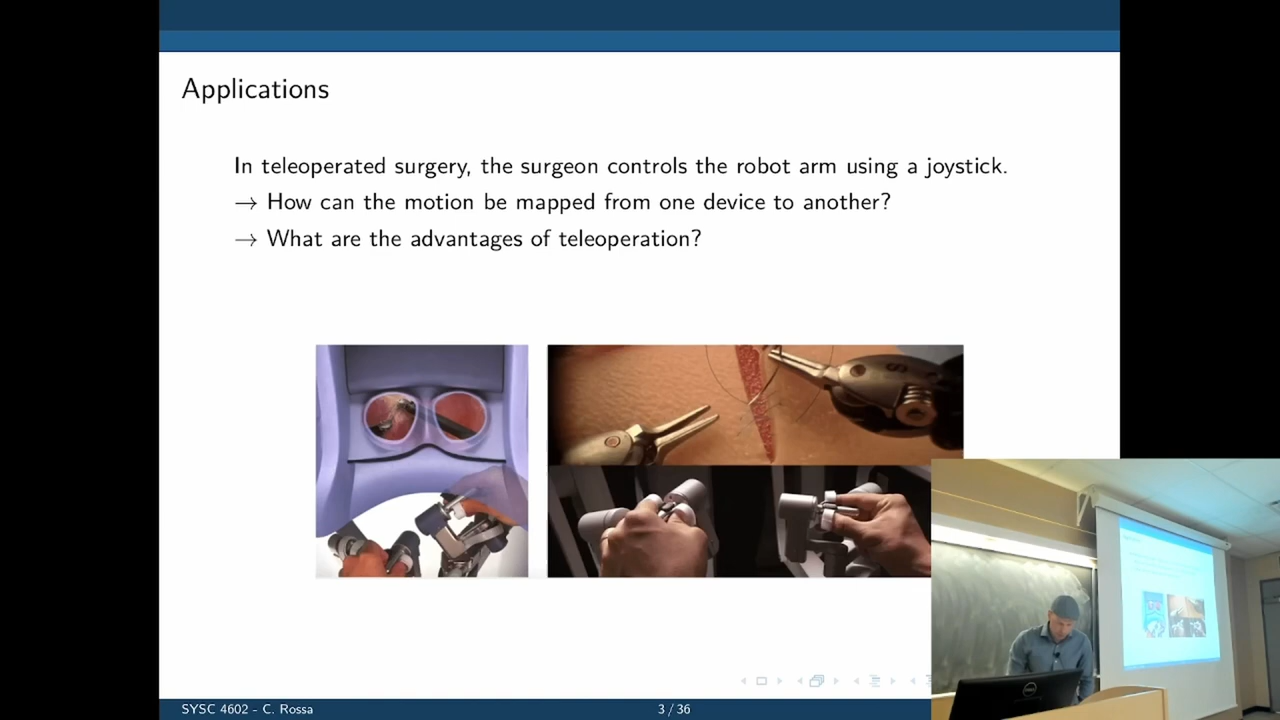 Applications
In teleoperated surgery, the surgeon controls the robot arm using a joystick.
→ How can the motion be mapped from one device to another?
→ What are the advantages of teleoperation?
SYSC 4602 - C. Rossa
3 / 36